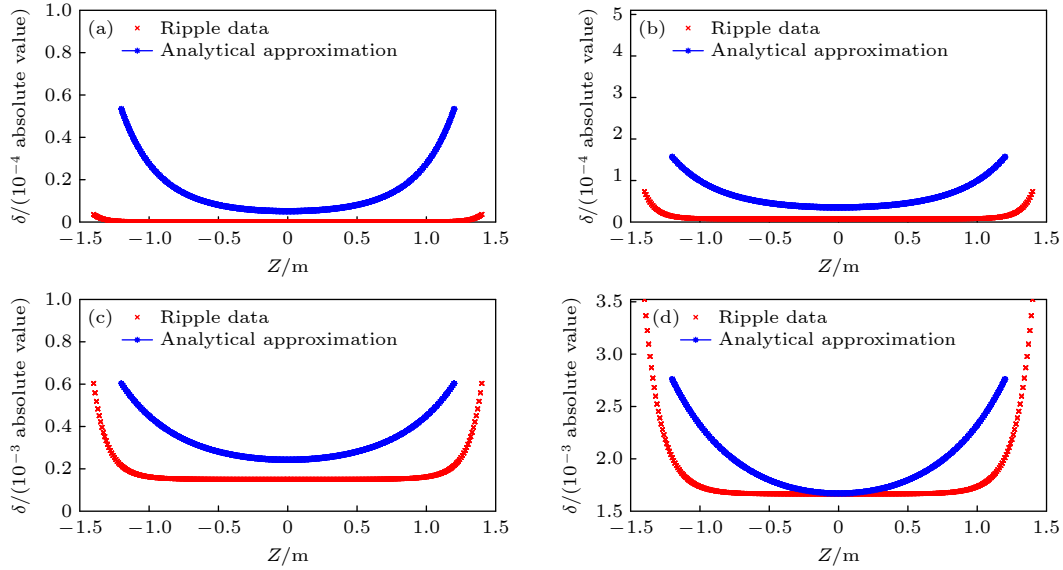 (a)
Ripple data
Analytical approximation
1.0
0.8
0.6
0.4
0.2
0
δ/(10⁻⁴ absolute value)
−1.5 −1.0 −0.5 0 0.5 1.0 1.5
Z/m
(b)
Ripple data
Analytical approximation
5
4
3
2
1
0
δ/(10⁻⁴ absolute value)
−1.5 −1.0 −0.5 0 0.5 1.0 1.5
Z/m
(c)
Ripple data
Analytical approximation
1.0
0.8
0.6
0.4
0.2
0
δ/(10⁻³ absolute value)
−1.5 −1.0 −0.5 0 0.5 1.0 1.5
Z/m
(d)
Ripple data
Analytical approximation
3.5
3.0
2.5
2.0
1.5
δ/(10⁻³ absolute value)
−1.5 −1.0 −0.5 0 0.5 1.0 1.5
Z/m